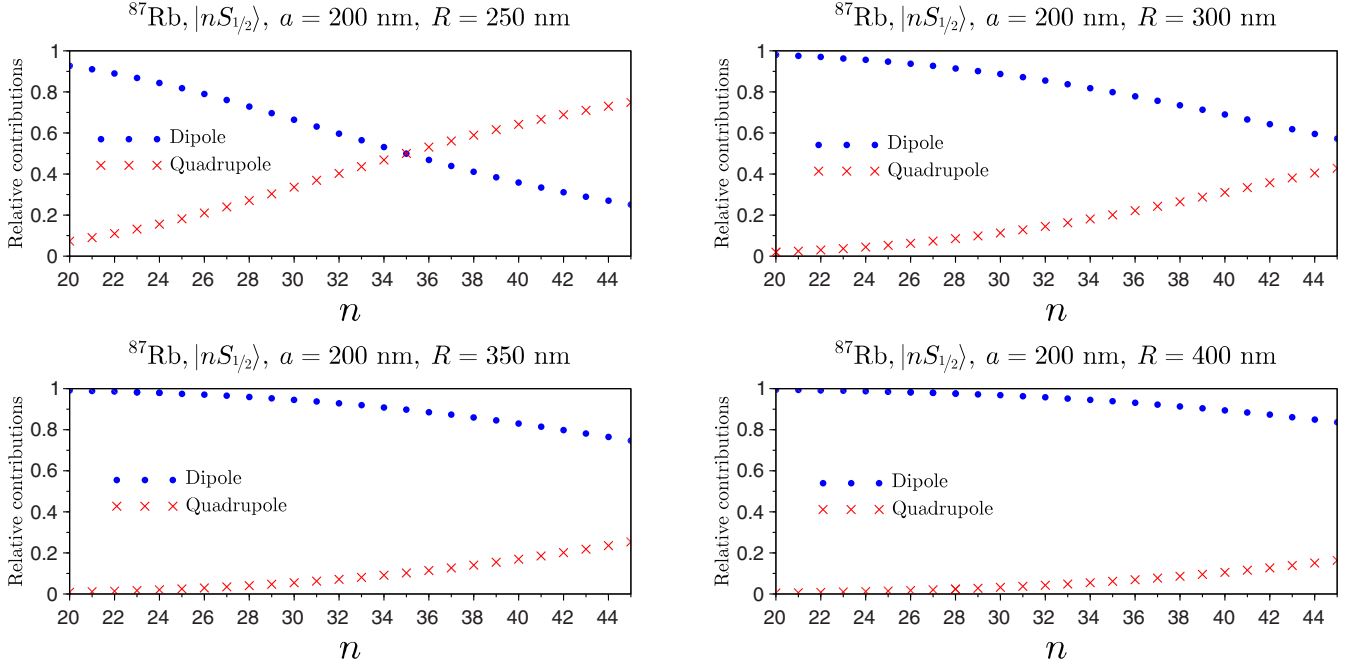 ⁸⁷Rb, |nS₁/₂⟩, a = 200 nm, R = 250 nm
Relative contributions
1
0.8
0.6
0.4
0.2
0
Dipole
Quadrupole
20 22 24 26 28 30 32 34 36 38 40 42 44
n
⁸⁷Rb, |nS₁/₂⟩, a = 200 nm, R = 300 nm
Relative contributions
1
0.8
0.6
0.4
0.2
0
Dipole
Quadrupole
20 22 24 26 28 30 32 34 36 38 40 42 44
n
⁸⁷Rb, |nS₁/₂⟩, a = 200 nm, R = 350 nm
Relative contributions
1
0.8
0.6
0.4
0.2
0
Dipole
Quadrupole
20 22 24 26 28 30 32 34 36 38 40 42 44
n
⁸⁷Rb, |nS₁/₂⟩, a = 200 nm, R = 400 nm
Relative contributions
1
0.8
0.6
0.4
0.2
0
Dipole
Quadrupole
20 22 24 26 28 30 32 34 36 38 40 42 44
n